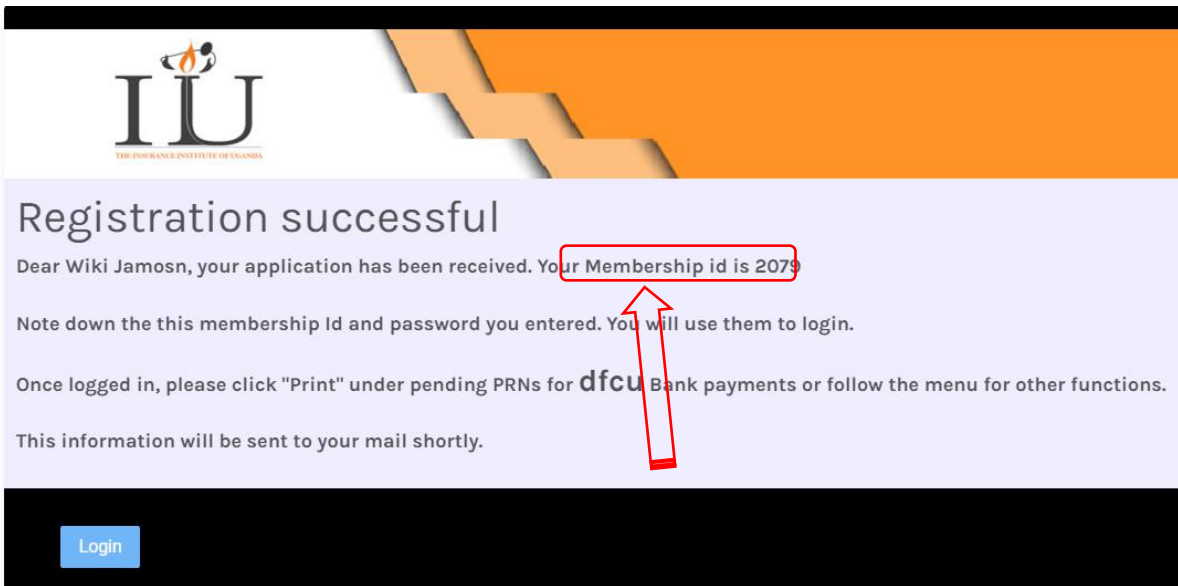 IIU
THE INSURANCE INSTITUTE OF UGANDA
Registration successful
Dear Wiki Jamosn, your application has been received. Your Membership id is 2079
Note down the this membership Id and password you entered. You will use them to login.
Once logged in, please click "Print" under pending PRNs for dfcu Bank payments or follow the menu for other functions.
This information will be sent to your mail shortly.
Login